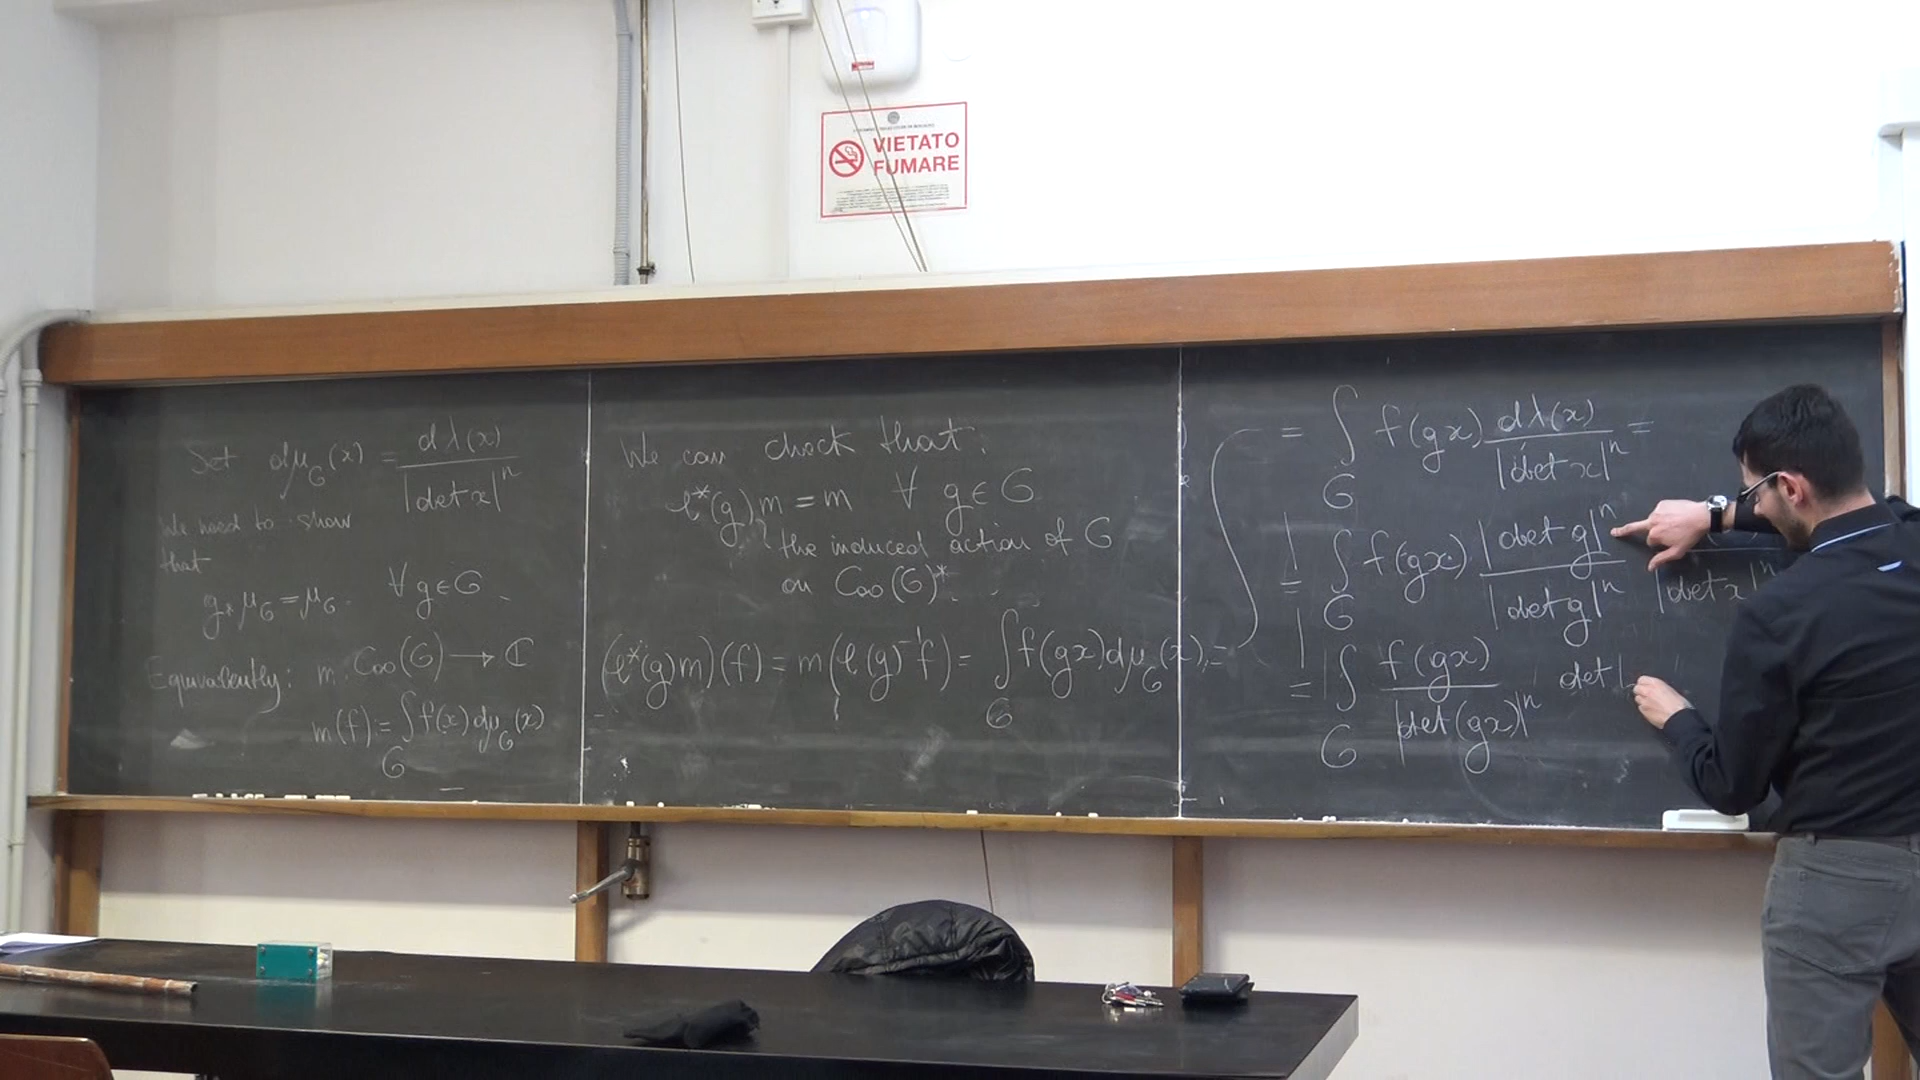 VIETATO
FUMARE
Set dμ_G(x) = dλ(x) / |det x|^n
We need to show
that
g_* μ_G = μ_G. ∀ g ∈ G.
Equivalently: m: C_{00}(G) → ℂ
m(f) := ∫_G f(x) dμ_G(x)
We can check that:
ℓ*(g) m = m ∀ g ∈ G
the induced action of G
on C_{00}(G)*.
(ℓ*(g)m)(f) = m(ℓ(g)^{-1} f) = ∫_G f(gx) dμ_G(x) =
= ∫_G f(gx) dλ(x) / |det x|^n =
= ∫_G f(gx) |det g|^n / |det g|^n |det x|^n
= ∫_G f(gx) / |det(gx)|^n det